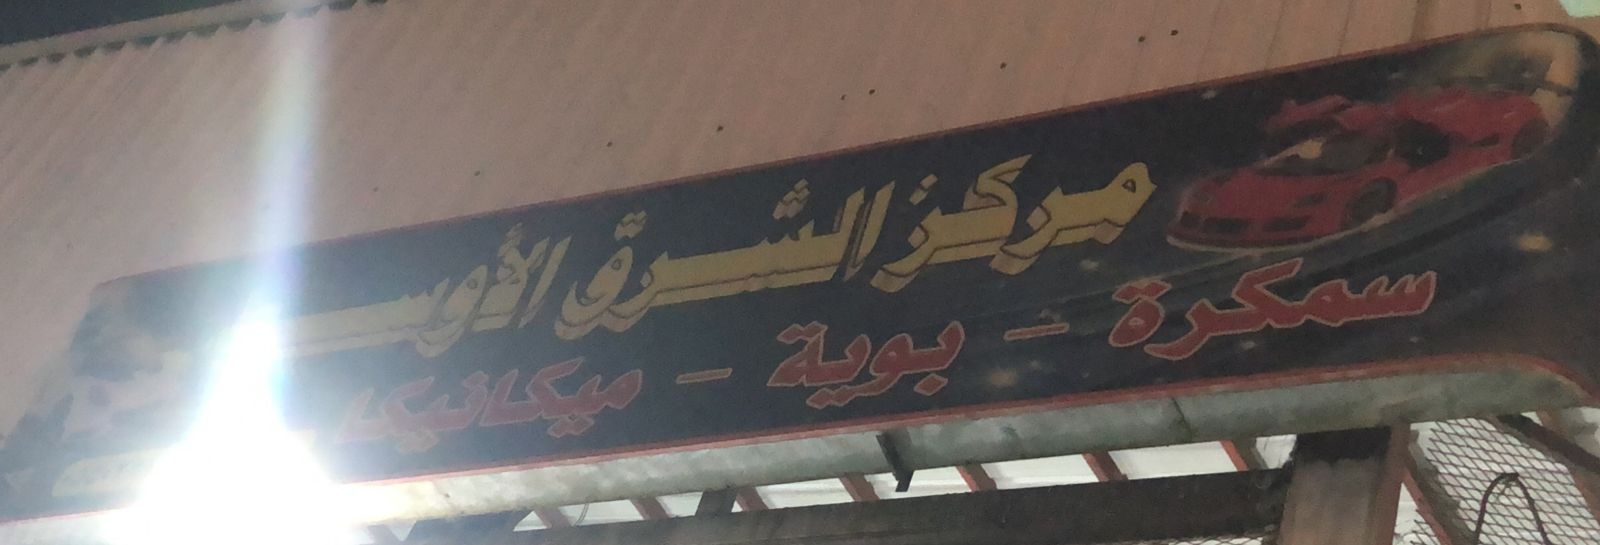 مركز الشرق الأوسـ
سمكرة - بوية - ميكانيكا